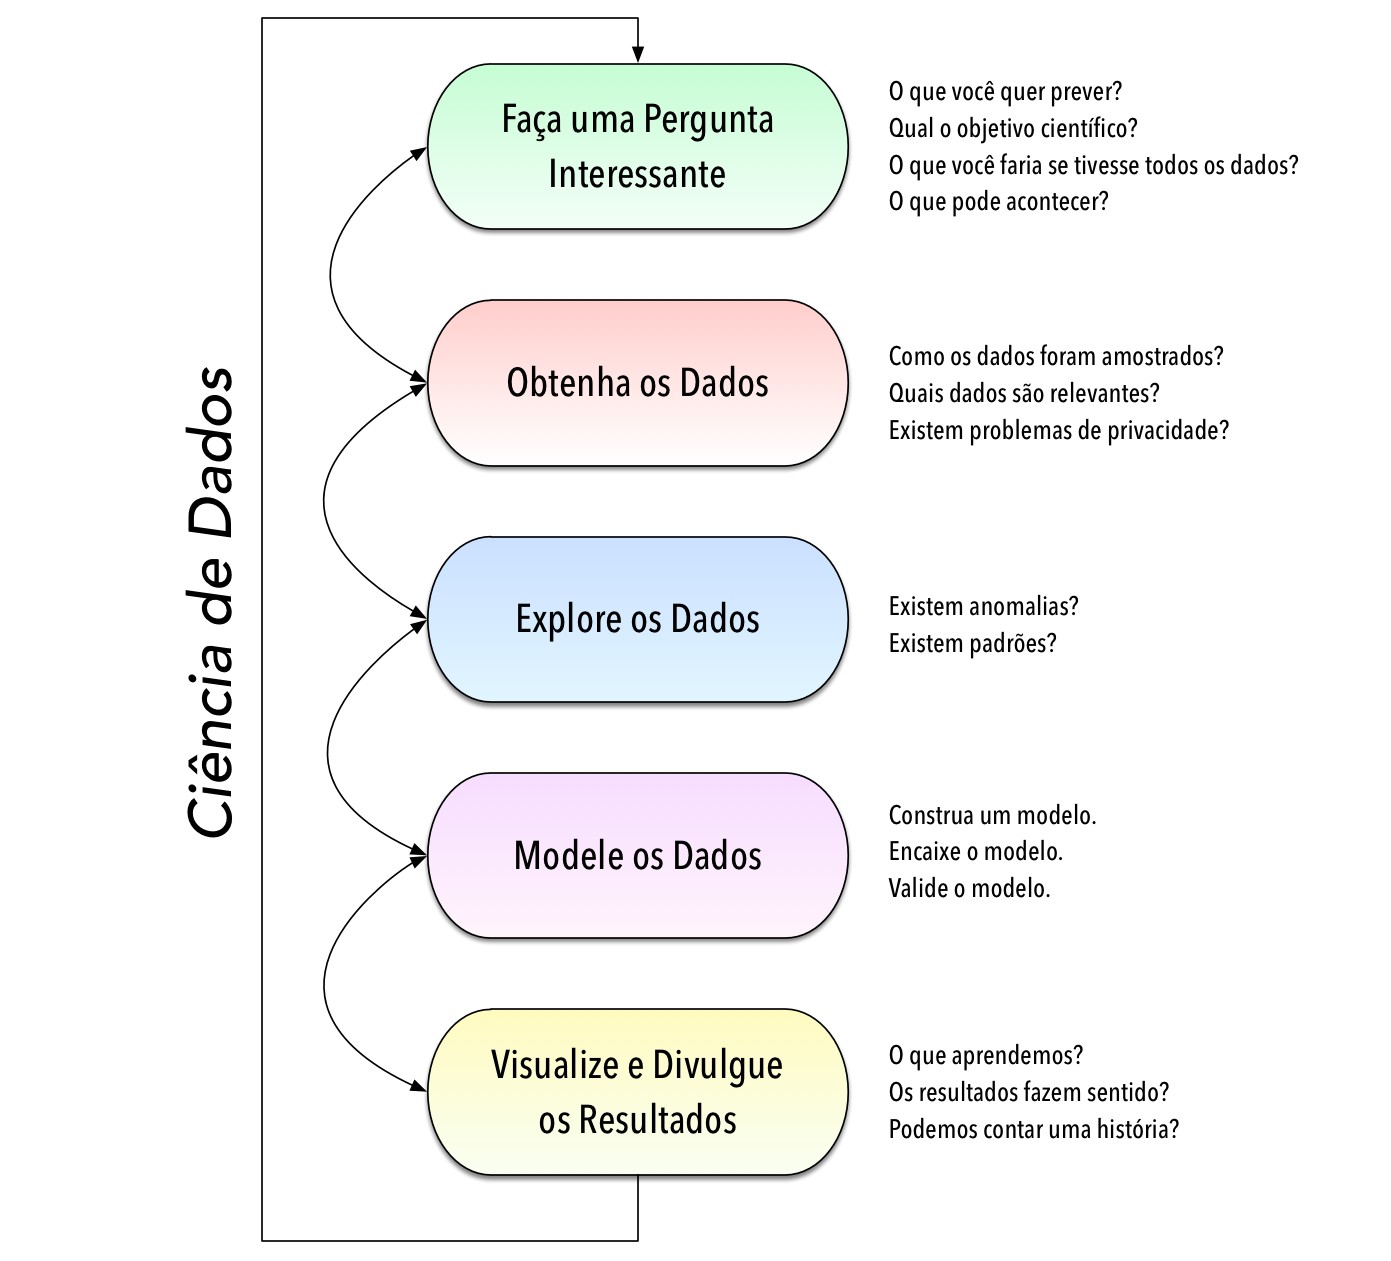 Ciência de Dados
Faça uma Pergunta
Interessante
O que você quer prever?
Qual o objetivo científico?
O que você faria se tivesse todos os dados?
O que pode acontecer?
Obtenha os Dados
Como os dados foram amostrados?
Quais dados são relevantes?
Existem problemas de privacidade?
Explore os Dados
Existem anomalias?
Existem padrões?
Modele os Dados
Construa um modelo.
Encaixe o modelo.
Valide o modelo.
Visualize e Divulgue
os Resultados
O que aprendemos?
Os resultados fazem sentido?
Podemos contar uma história?